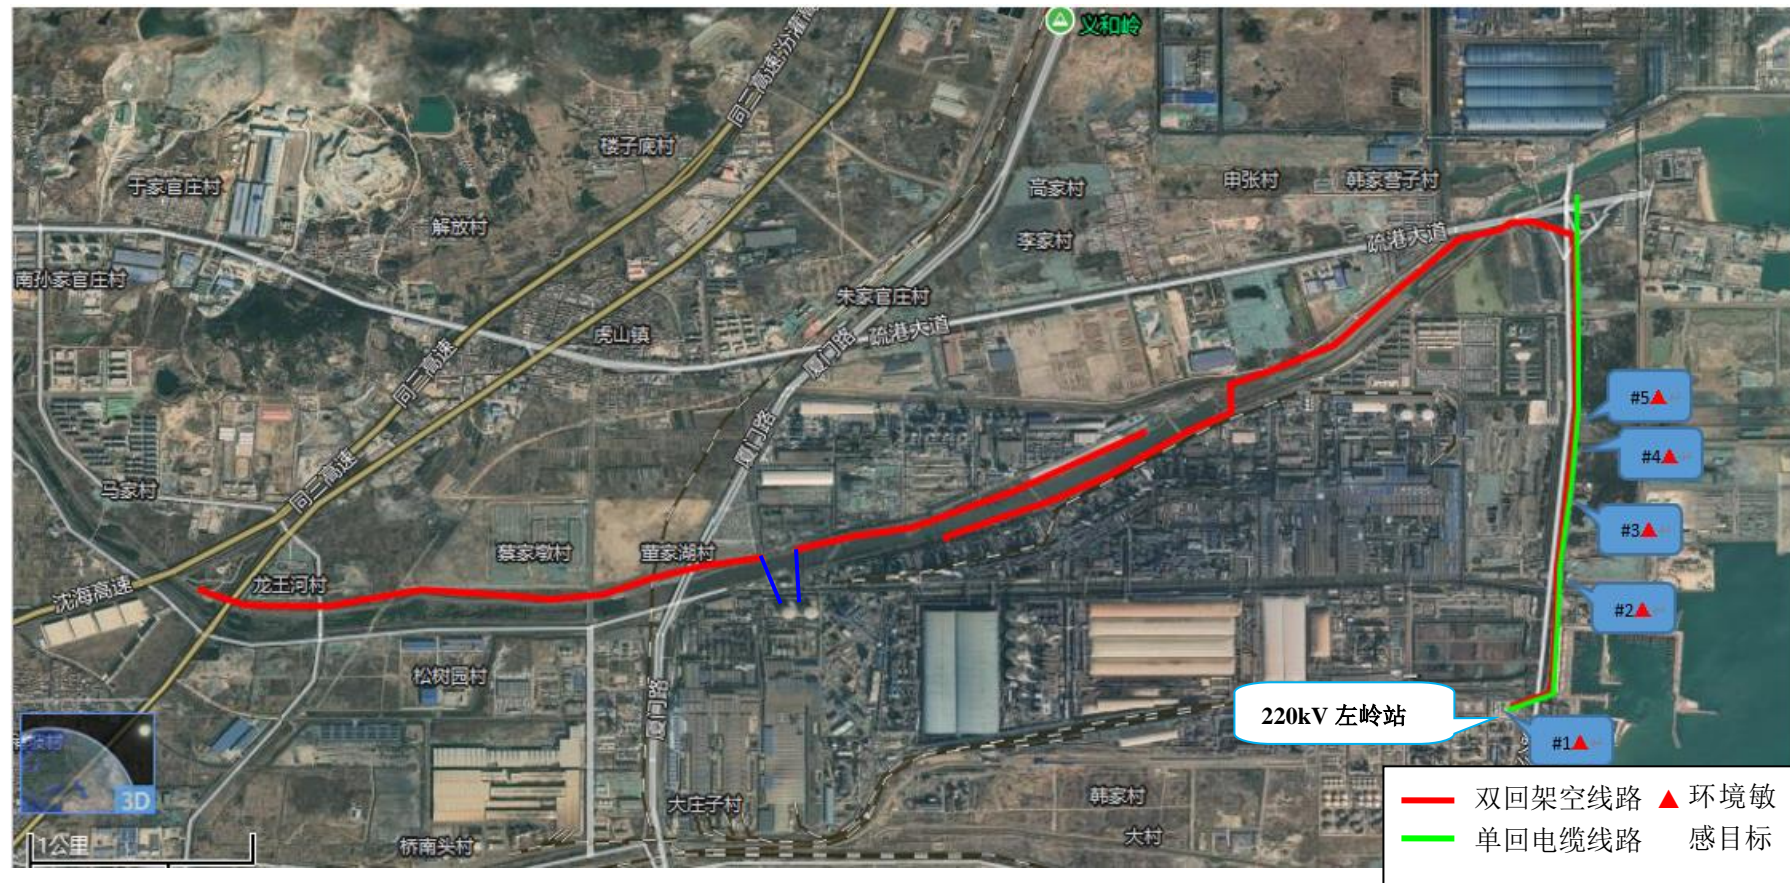 义和岭
同三高速汾灌高
楼子底村
于家官庄村
高家村
申张村
韩家营子村
解放村
李家村
疏港大道
南孙家官庄村
朱家官庄村
虎山镇
厦门路
疏港大道
同三高速
#5
厦门路
#4
同三高速
马家村
#3
蔡家墩村
董家湖村
沈海高速
龙王河村
#2
松树园村
厦门路
220kV 左岭站
#1
3D
大庄子村
韩家村
1公里
桥南头村
大村
双回架空线路 环境敏
单回电缆线路 感目标